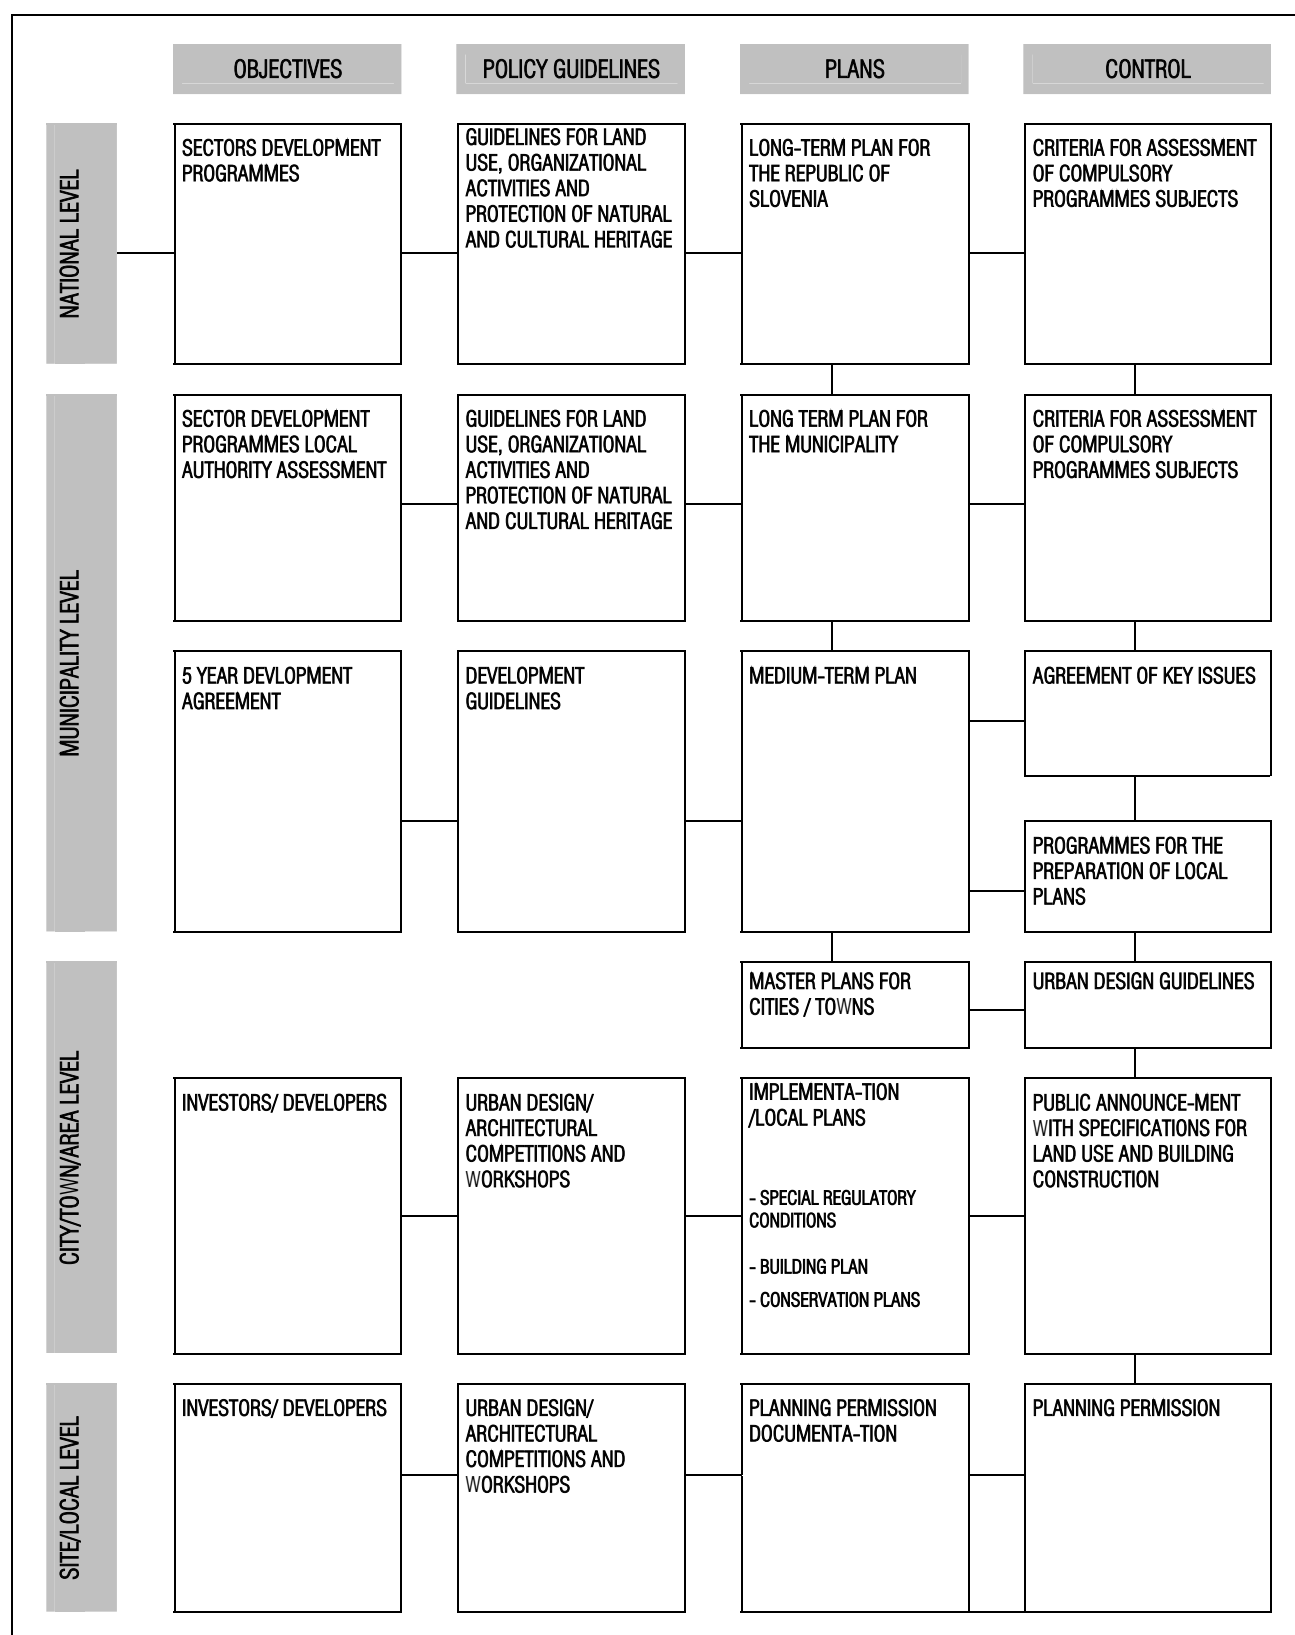 OBJECTIVES
POLICY GUIDELINES
PLANS
CONTROL
NATIONAL LEVEL
SECTORS DEVELOPMENT
PROGRAMMES
GUIDELINES FOR LAND
USE, ORGANIZATIONAL
ACTIVITIES AND
PROTECTION OF NATURAL
AND CULTURAL HERITAGE
LONG-TERM PLAN FOR
THE REPUBLIC OF
SLOVENIA
CRITERIA FOR ASSESSMENT
OF COMPULSORY
PROGRAMMES SUBJECTS
MUNICIPALITY LEVEL
SECTOR DEVELOPMENT
PROGRAMMES LOCAL
AUTHORITY ASSESSMENT
GUIDELINES FOR LAND
USE, ORGANIZATIONAL
ACTIVITIES AND
PROTECTION OF NATURAL
AND CULTURAL HERITAGE
LONG TERM PLAN FOR
THE MUNICIPALITY
CRITERIA FOR ASSESSMENT
OF COMPULSORY
PROGRAMMES SUBJECTS
5 YEAR DEVLOPMENT
AGREEMENT
DEVELOPMENT
GUIDELINES
MEDIUM-TERM PLAN
AGREEMENT OF KEY ISSUES
PROGRAMMES FOR THE
PREPARATION OF LOCAL
PLANS
CITY/TOWN/AREA LEVEL
MASTER PLANS FOR
CITIES / TOWNS
URBAN DESIGN GUIDELINES
INVESTORS/ DEVELOPERS
URBAN DESIGN/
ARCHITECTURAL
COMPETITIONS AND
WORKSHOPS
IMPLEMENTA-TION
/LOCAL PLANS
- SPECIAL REGULATORY
CONDITIONS
- BUILDING PLAN
- CONSERVATION PLANS
PUBLIC ANNOUNCE-MENT
WITH SPECIFICATIONS FOR
LAND USE AND BUILDING
CONSTRUCTION
SITE/LOCAL LEVEL
INVESTORS/ DEVELOPERS
URBAN DESIGN/
ARCHITECTURAL
COMPETITIONS AND
WORKSHOPS
PLANNING PERMISSION
DOCUMENTA-TION
PLANNING PERMISSION